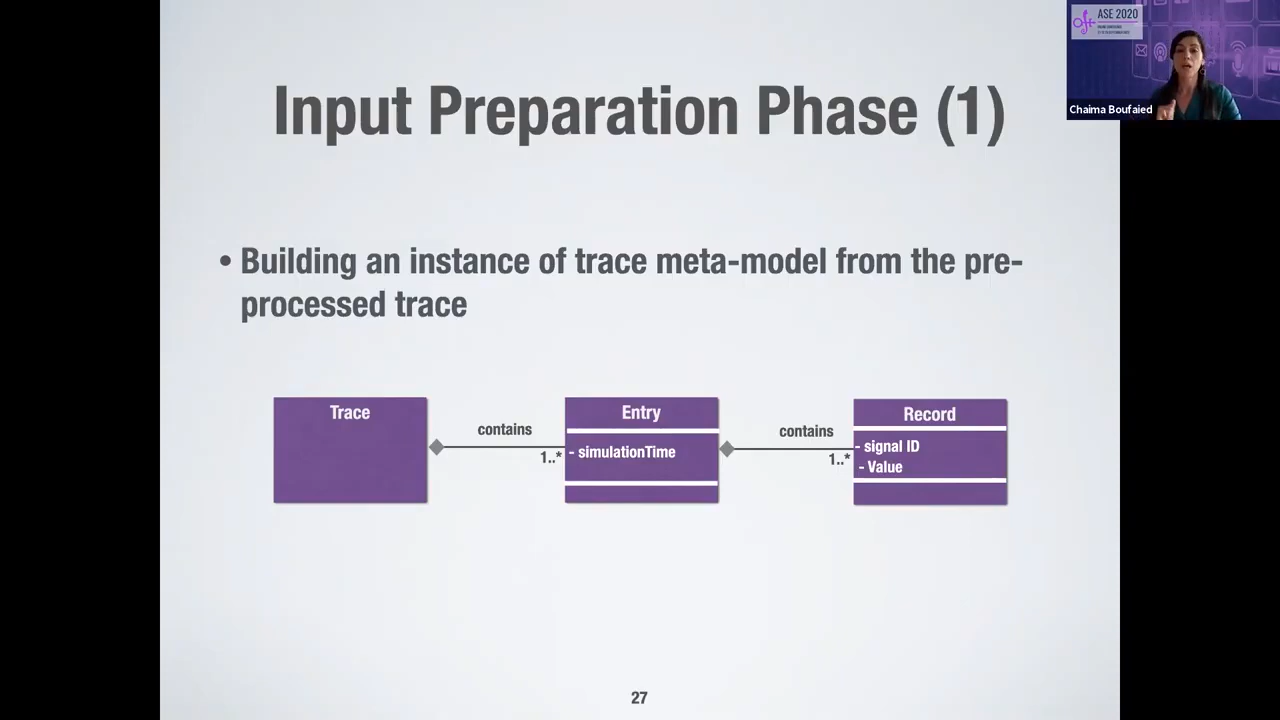 ASE 2020
Chaima Boufaied
Input Preparation Phase (1)
• Building an instance of trace meta-model from the pre-
processed trace
Trace
contains
1..*
Entry
- simulationTime
contains
1..*
Record
- signal ID
- Value
27